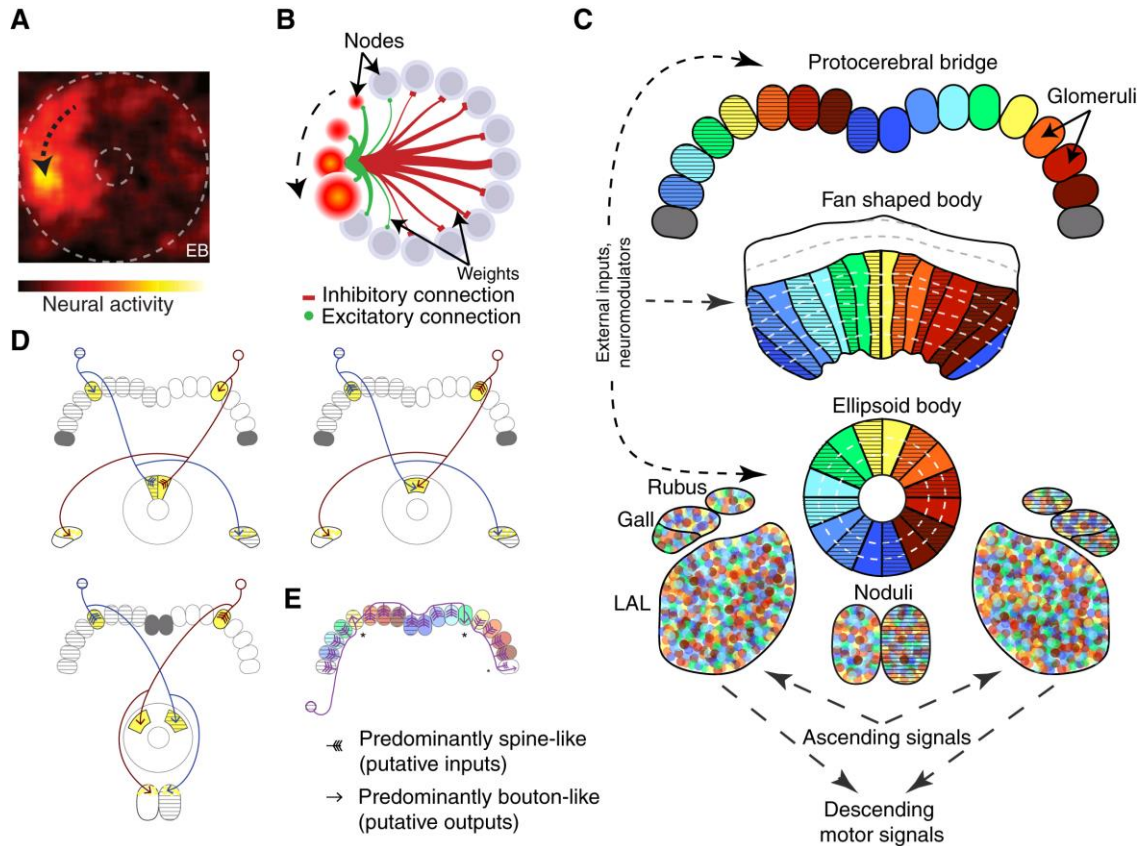 A
EB
Neural activity
B
Nodes
Weights
Inhibitory connection
Excitatory connection
C
Protocerebral bridge
Glomeruli
Fan shaped body
External inputs,
neuromodulators
Ellipsoid body
Rubus
Gall
LAL
Noduli
Ascending signals
Descending
motor signals
D
E
* *
*
Predominantly spine-like
(putative inputs)
Predominantly bouton-like
(putative outputs)